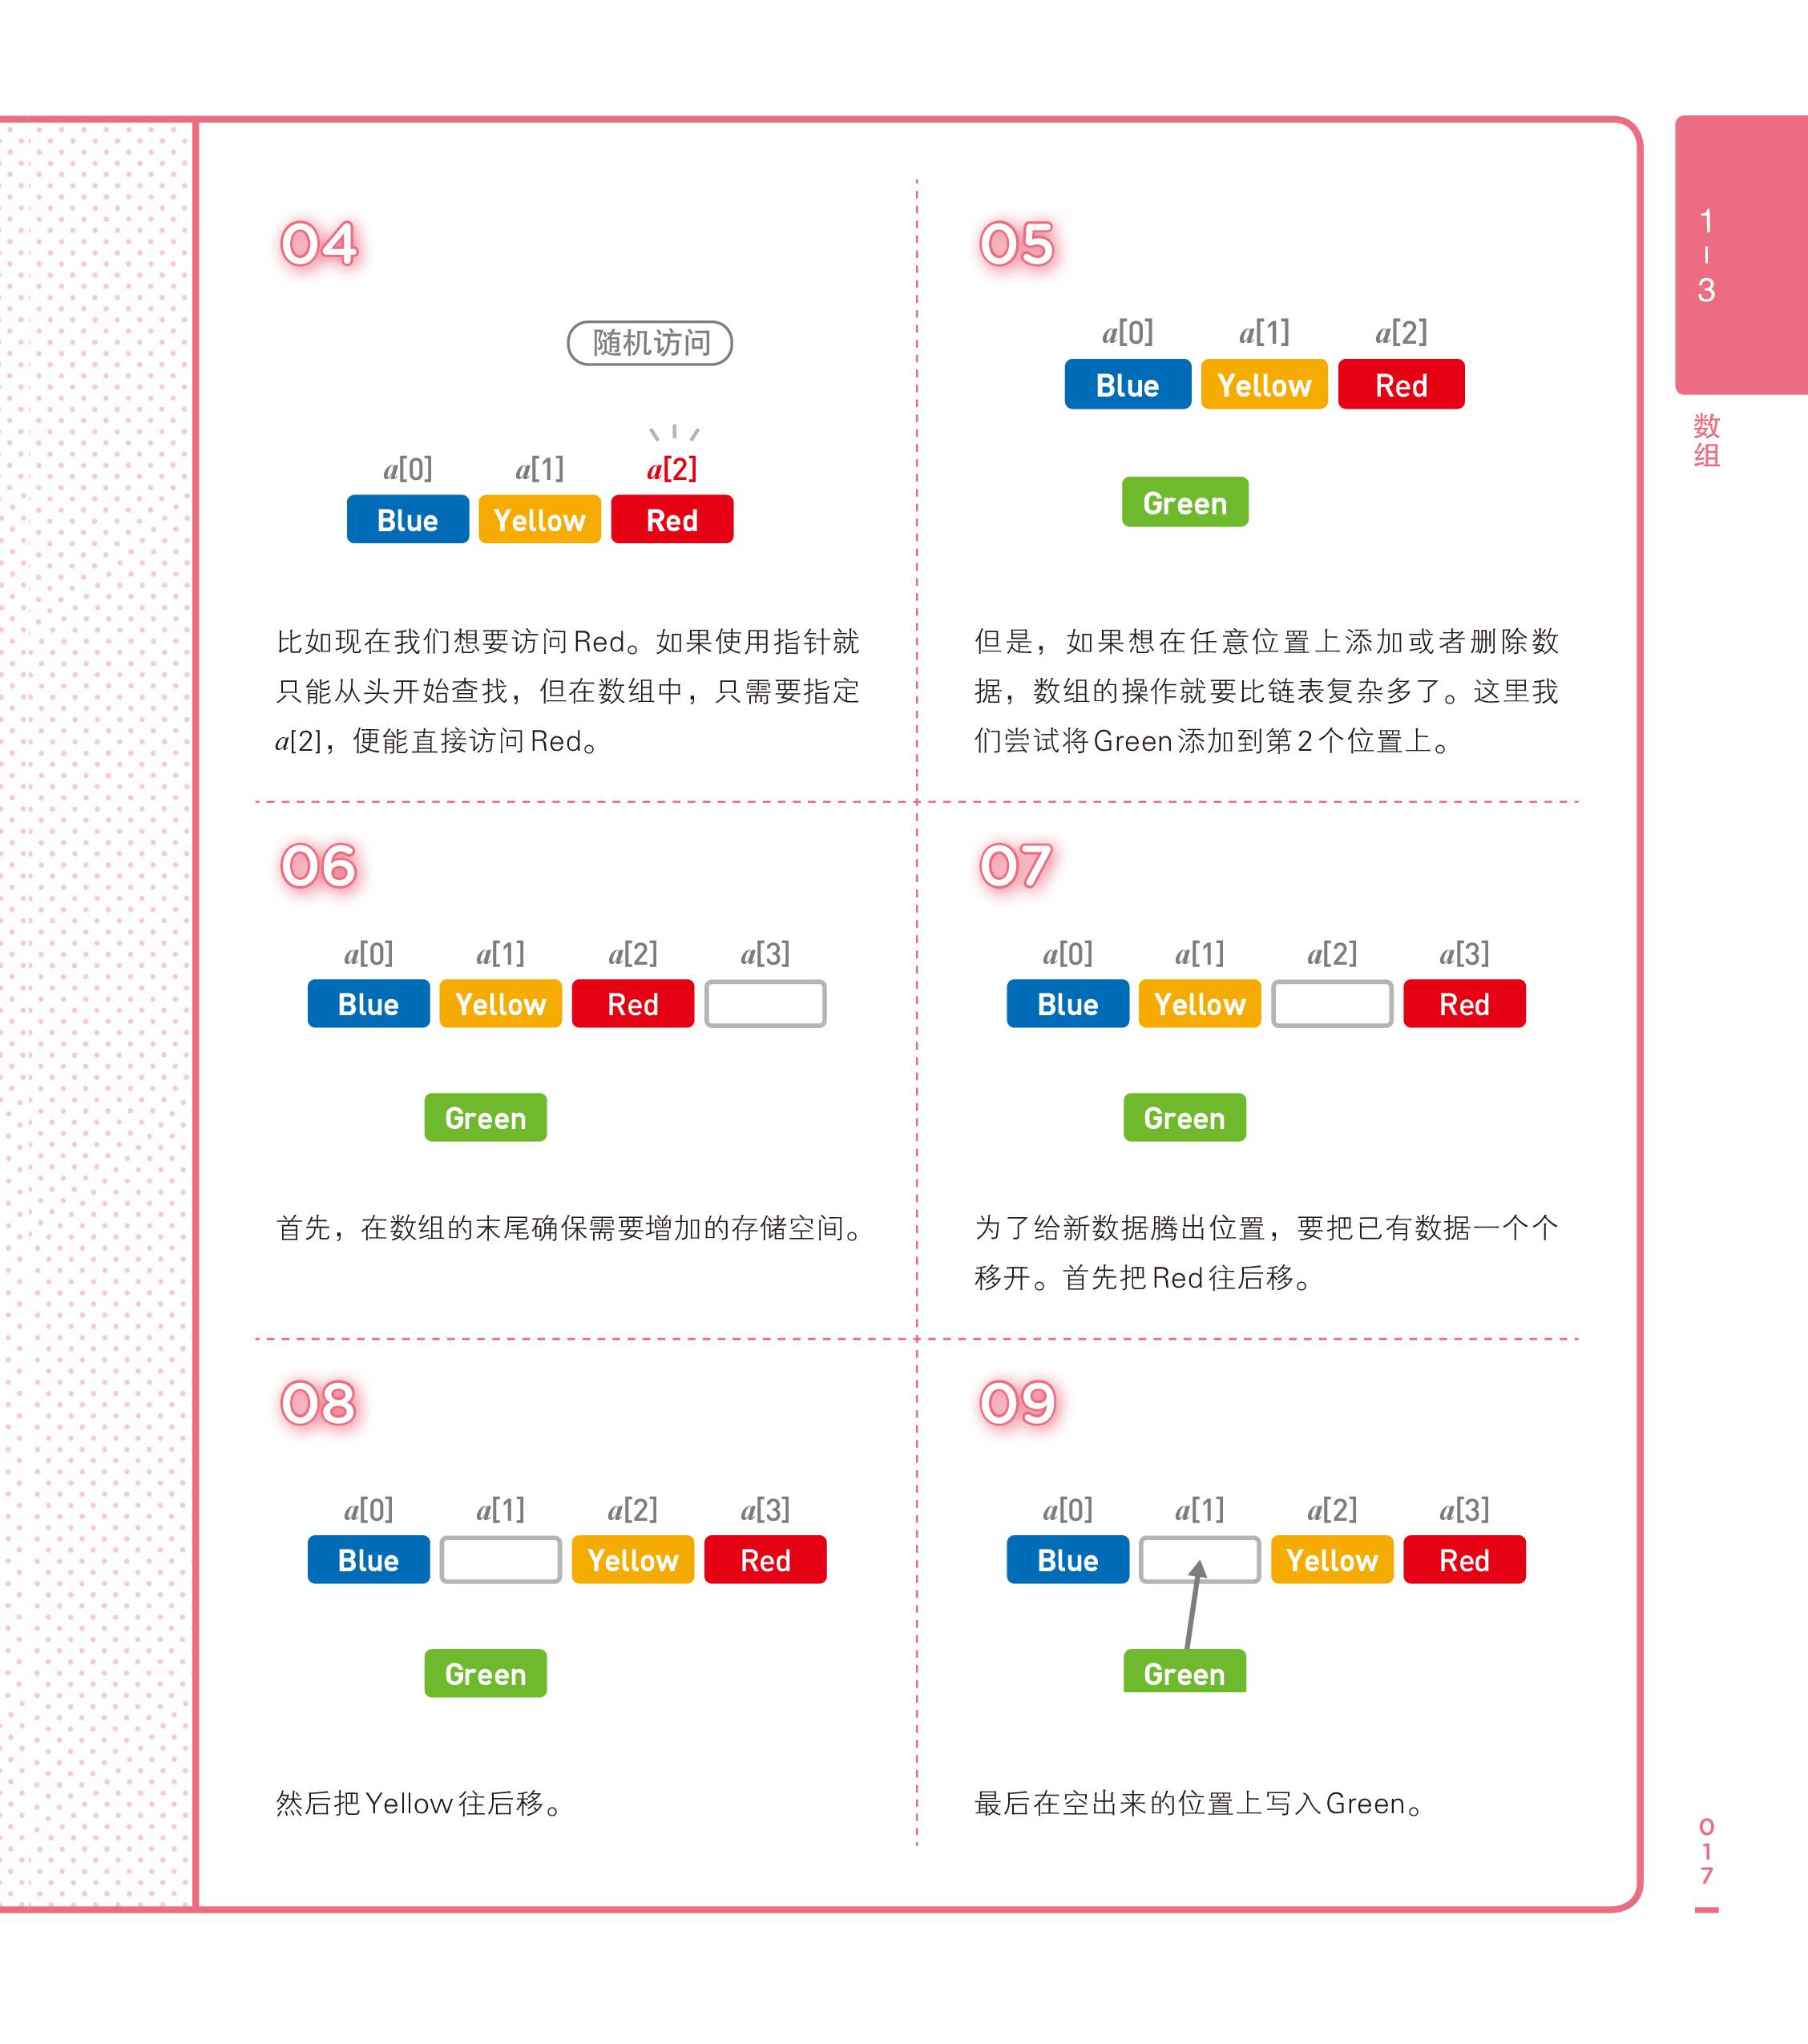 04
随机访问
a[0] a[1] a[2]
Blue Yellow Red
比如现在我们想要访问Red。如果使用指针就
只能从头开始查找，但在数组中，只需要指定
a[2]，便能直接访问Red。
05
a[0] a[1] a[2]
Blue Yellow Red
Green
但是，如果想在任意位置上添加或者删除数
据，数组的操作就要比链表复杂多了。这里我
们尝试将Green添加到第2个位置上。
06
a[0] a[1] a[2] a[3]
Blue Yellow Red
Green
首先，在数组的末尾确保需要增加的存储空间。
07
a[0] a[1] a[2] a[3]
Blue Yellow Red
Green
为了给新数据腾出位置，要把已有数据一个个
移开。首先把Red往后移。
08
a[0] a[1] a[2] a[3]
Blue Yellow Red
Green
然后把Yellow往后移。
09
a[0] a[1] a[2] a[3]
Blue Yellow Red
Green
最后在空出来的位置上写入Green。
1-3
数组
017